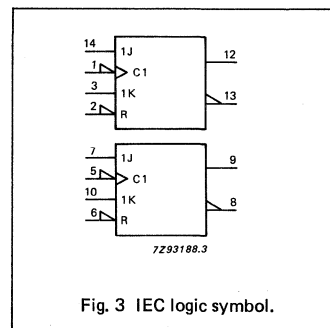 14 1J 12
1 C1
3 1K 13
2 R
7 1J 9
5 C1
10 1K 8
6 R
7Z93188.3
Fig. 3 IEC logic symbol.